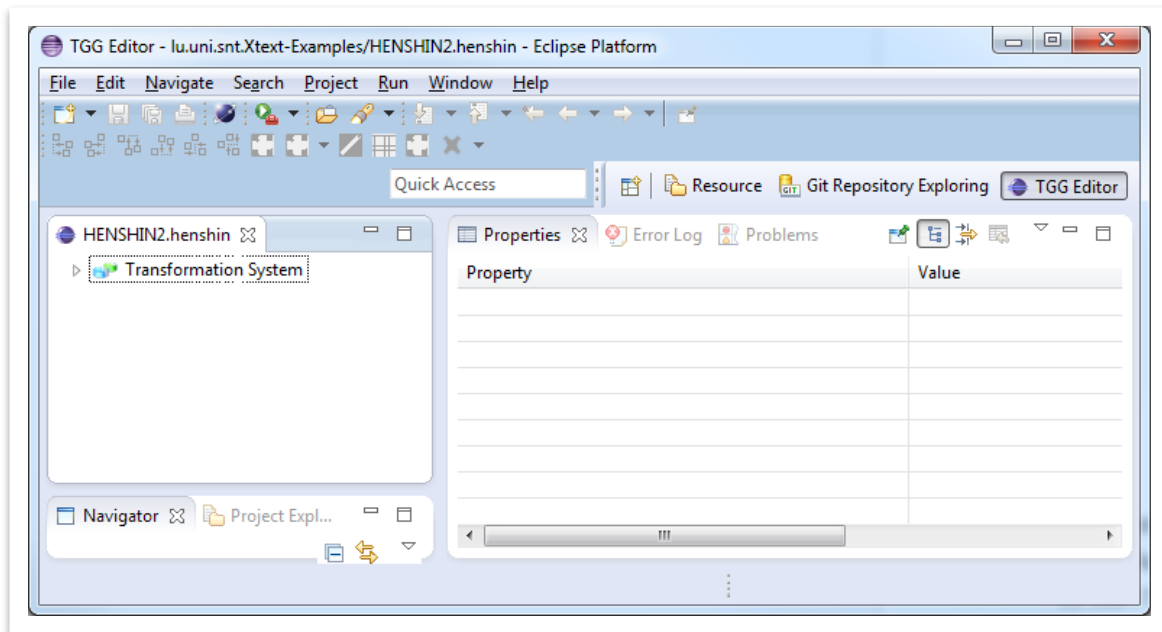 TGG Editor - lu.uni.snt.Xtext-Examples/HENSHIN2.henshin - Eclipse Platform
File Edit Navigate Search Project Run Window Help
Quick Access Resource Git Repository Exploring TGG Editor
HENSHIN2.henshin
Transformation System
Properties Error Log Problems
Property Value
Navigator Project Expl...